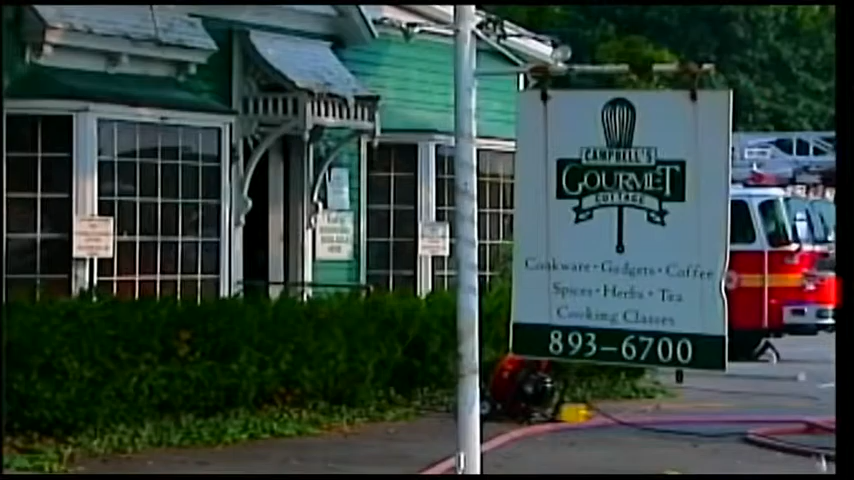 CAMPBELL'S
GOURMET
COTTAGE
Cookware • Gadgets • Coffee
Spices • Herbs • Tea
Cooking Classes
893-6700